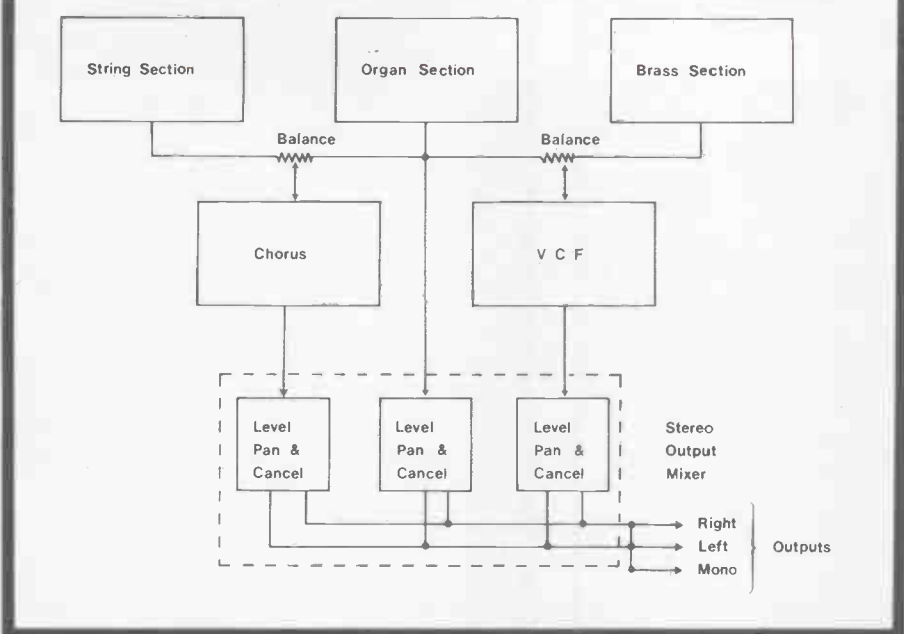 String Section
Organ Section
Brass Section
Balance
Balance
Chorus
V C F
Level
Pan &
Cancel
Level
Pan &
Cancel
Level
Pan &
Cancel
Stereo
Output
Mixer
Right
Left
Mono
Outputs